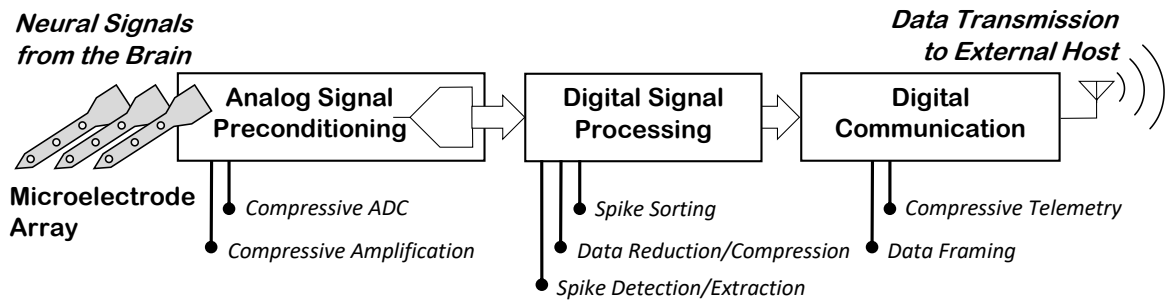 Neural Signals
from the Brain
Data Transmission
to External Host
Analog Signal
Preconditioning
Digital Signal
Processing
Digital
Communication
Microelectrode
Array
Compressive ADC
Compressive Amplification
Spike Sorting
Data Reduction/Compression
Spike Detection/Extraction
Compressive Telemetry
Data Framing